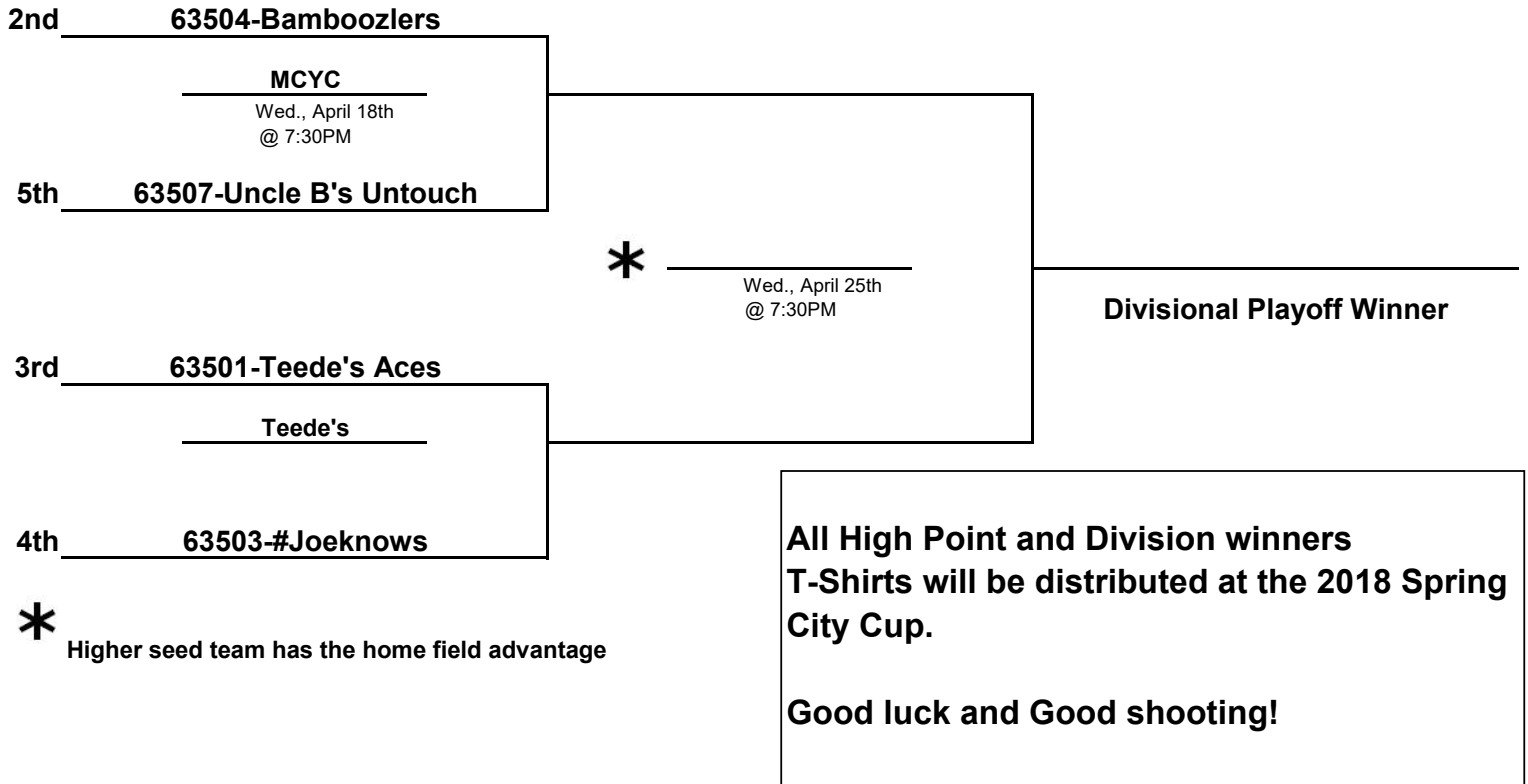 2nd 63504-Bamboozlers
MCYC
Wed., April 18th
@ 7:30PM
5th 63507-Uncle B's Untouch
*
Wed., April 25th
@ 7:30PM
Divisional Playoff Winner
3rd 63501-Teede's Aces
Teede's
4th 63503-#Joeknows
* Higher seed team has the home field advantage
All High Point and Division winners
T-Shirts will be distributed at the 2018 Spring
City Cup.
Good luck and Good shooting!